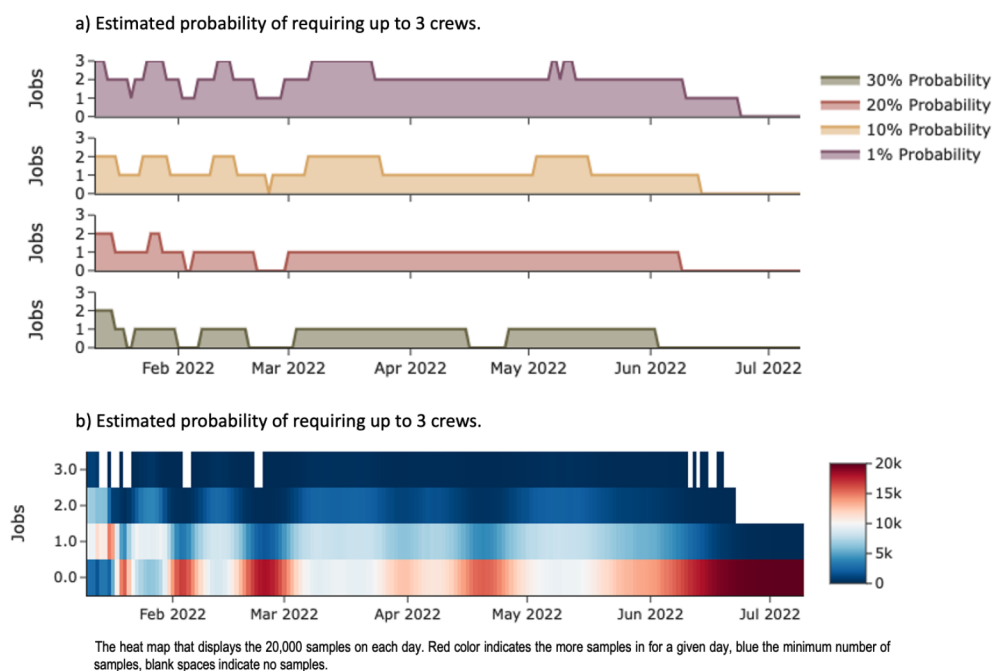 a) Estimated probability of requiring up to 3 crews.
3
2
1
0
Jobs
3
2
1
0
Jobs
3
2
1
0
Jobs
3
2
1
0
Jobs
Feb 2022 Mar 2022 Apr 2022 May 2022 Jun 2022 Jul 2022
30% Probability
20% Probability
10% Probability
1% Probability
b) Estimated probability of requiring up to 3 crews.
3.0
2.0
1.0
0.0
Jobs
Feb 2022 Mar 2022 Apr 2022 May 2022 Jun 2022 Jul 2022
20k
15k
10k
5k
0
The heat map that displays the 20,000 samples on each day. Red color indicates the more samples in for a given day, blue the minimum number of
samples, blank spaces indicate no samples.